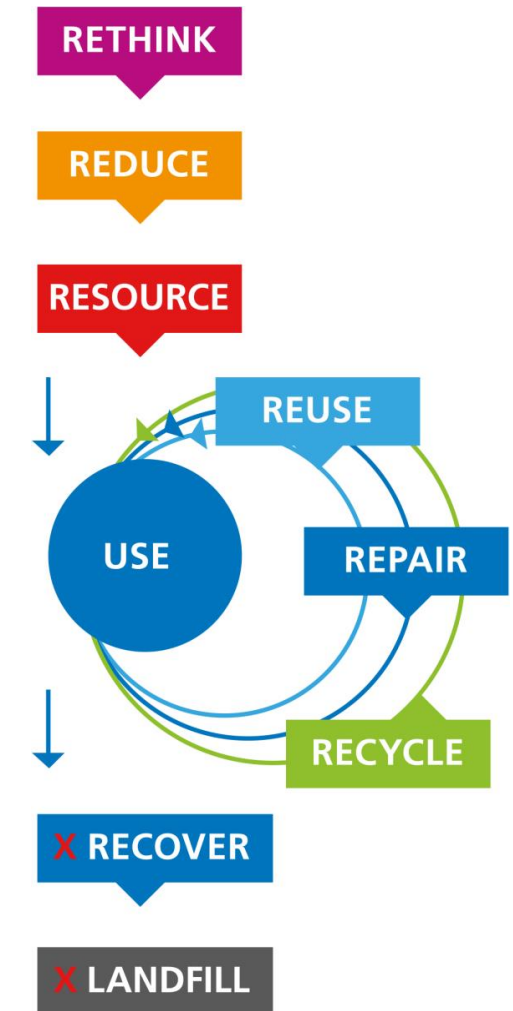 RETHINK
REDUCE
RESOURCE
REUSE
USE
REPAIR
RECYCLE
X RECOVER
X LANDFILL